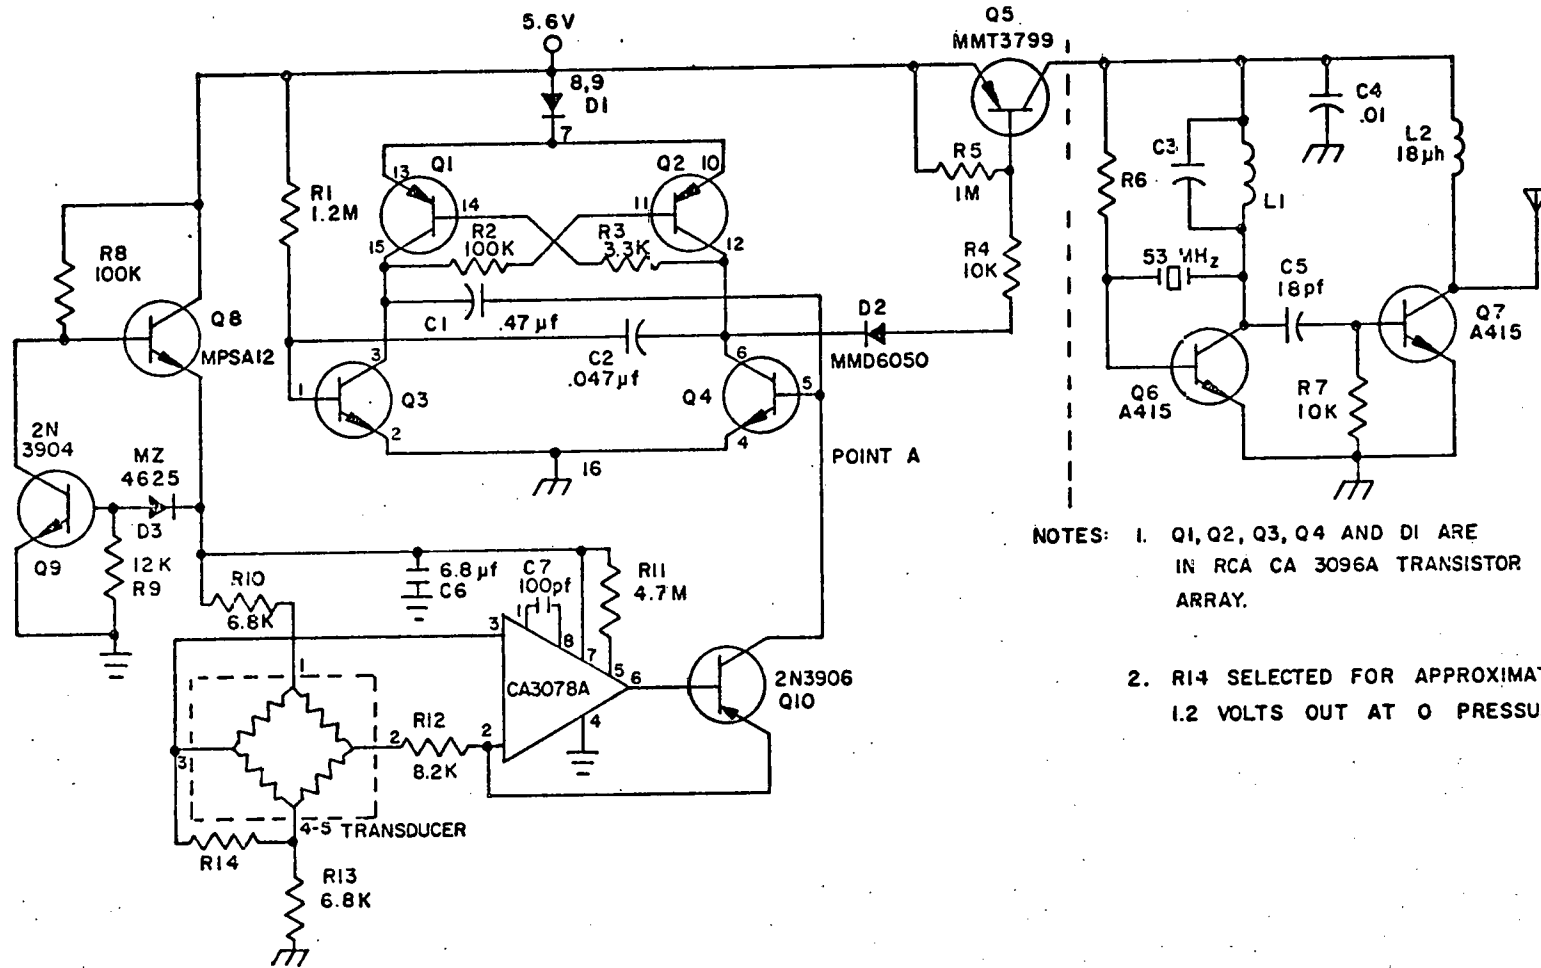 5.6V
8,9
D1
7
Q5
MMT3799
13
Q1
14
15
Q2
10
11
12
R1
1.2M
R2
100K
R3
3.3K
R5
1M
R4
10K
R8
100K
Q8
MPSA12
C1
.47 µf
C2
.047µf
D2
MMD6050
3
1
Q3
2
6
Q4
5
4
16
POINT A
2N
3904
Q9
MZ
4625
D3
12K
R9
R10
6.8K
6.8 µf
C6
C7
100pf
R11
4.7M
3
1
8
7
5
6
4
2
CA3078A
2N3906
Q10
R12
8.2K
1
2
3
4-5 TRANSDUCER
R14
R13
6.8K
C3
L1
R6
C4
.01
L2
18µh
53 MHz
C5
18pf
Q6
A415
R7
10K
Q7
A415
NOTES: 1. Q1, Q2, Q3, Q4 AND D1 ARE
IN RCA CA 3096A TRANSISTOR
ARRAY.
2. R14 SELECTED FOR APPROXIMAT
1.2 VOLTS OUT AT O PRESSU